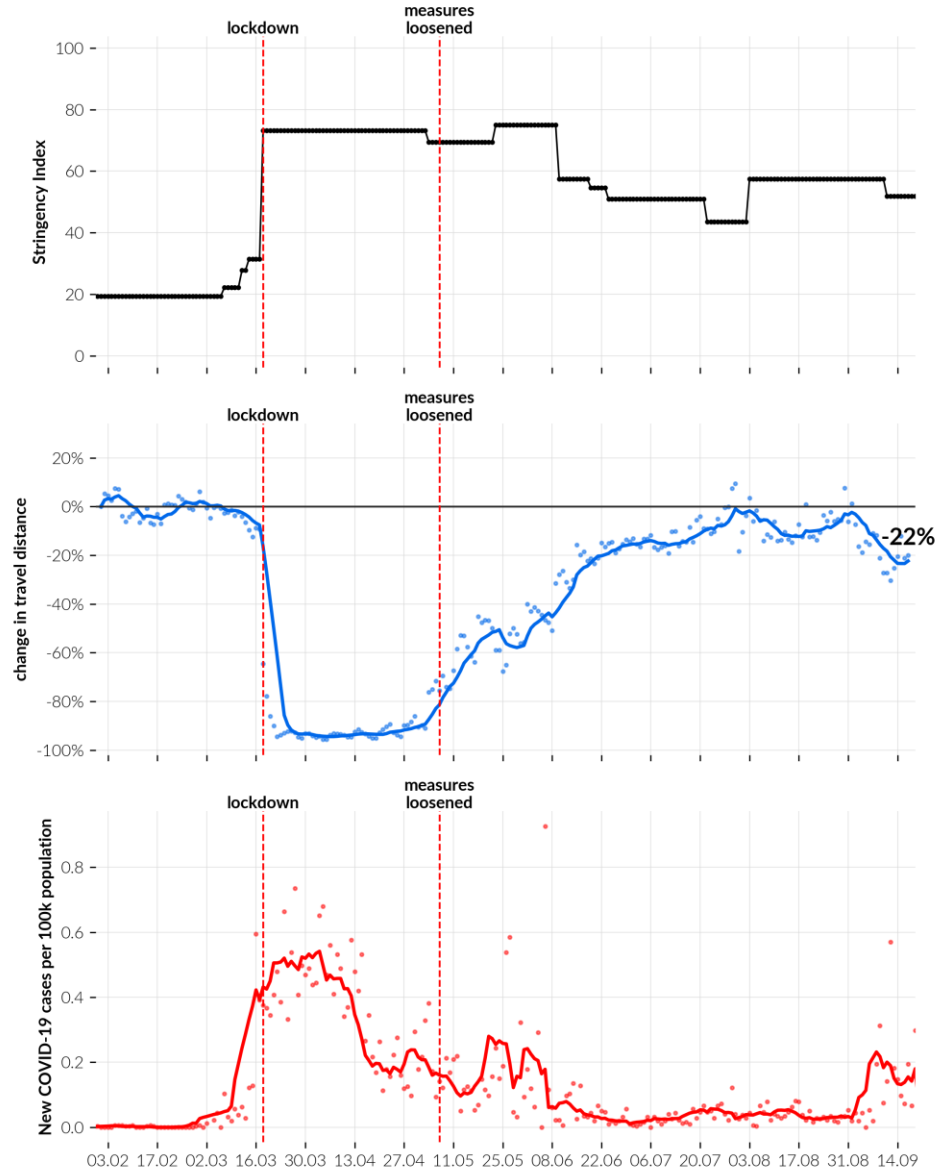 measures
lockdown loosened
100
80
60
40
20
0
Stringency Index
measures
lockdown loosened
20%
0%
-20%
-40%
-60%
-80%
-100%
change in travel distance
-22%
measures
lockdown loosened
0.8
0.6
0.4
0.2
0.0
New COVID-19 cases per 100k population
03.02 17.02 02.03 16.03 30.03 13.04 27.04 11.05 25.05 08.06 22.06 06.07 20.07 03.08 17.08 31.08 14.09